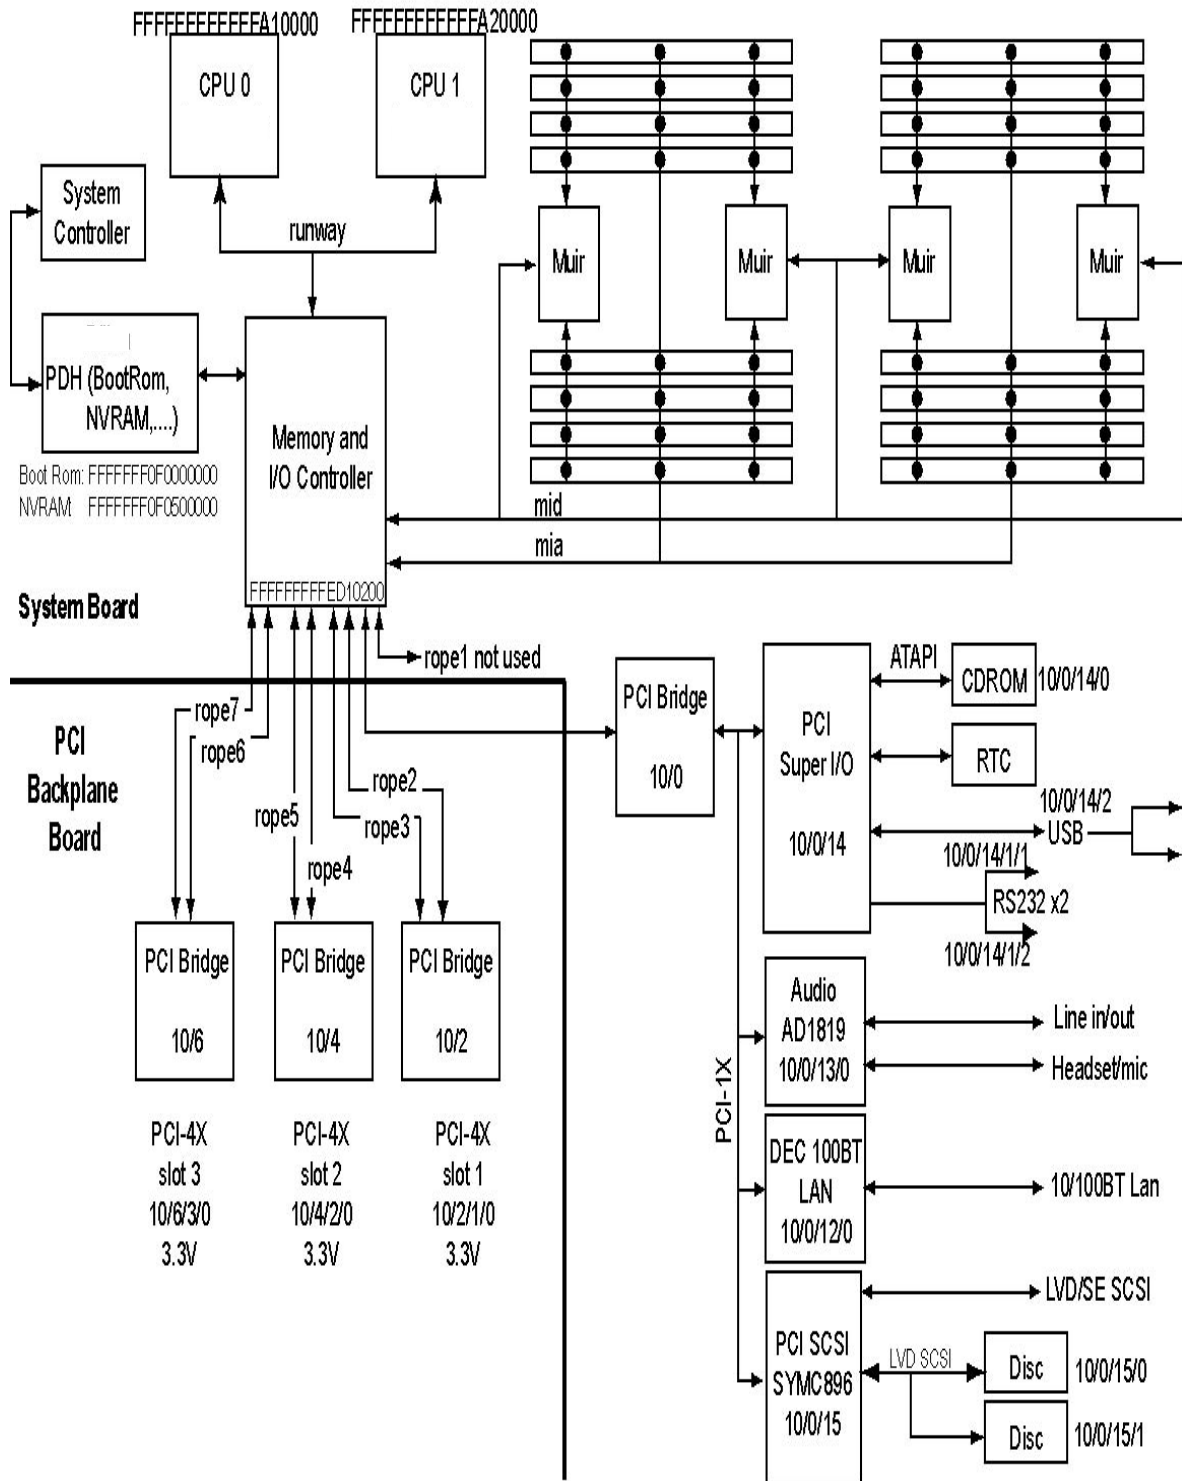 FFFFFFFFFFFFA10000
FFFFFFFFFFFFA20000
CPU 0
CPU 1
System
Controller
runway
Muir
Muir
Muir
Muir
PDH (BootRom,
NVRAM,....)
Boot Rom: FFFFFFF0F0000000
NVRAM: FFFFFFF0F0500000
Memory and
I/O Controller
mid
mia
FFFFFFFFFED10200
System Board
rope1 not used
PCI
Backplane
Board
rope7
rope6
rope5
rope4
rope2
rope3
PCI Bridge
10/0
PCI
Super I/O
10/0/14
ATAPI
CDROM
10/0/14/0
RTC
10/0/14/2
USB
10/0/14/1/1
RS232 x2
10/0/14/1/2
PCI Bridge
10/6
PCI Bridge
10/4
PCI Bridge
10/2
PCI-4X
slot 3
10/6/3/0
3.3V
PCI-4X
slot 2
10/4/2/0
3.3V
PCI-4X
slot 1
10/2/1/0
3.3V
PCI-1X
Audio
AD1819
10/0/13/0
Line in/out
Headset/mic
DEC 100BT
LAN
10/0/12/0
10/100BT Lan
PCI SCSI
SYMC896
10/0/15
LVD/SE SCSI
LVD SCSI
Disc
10/0/15/0
Disc
10/0/15/1